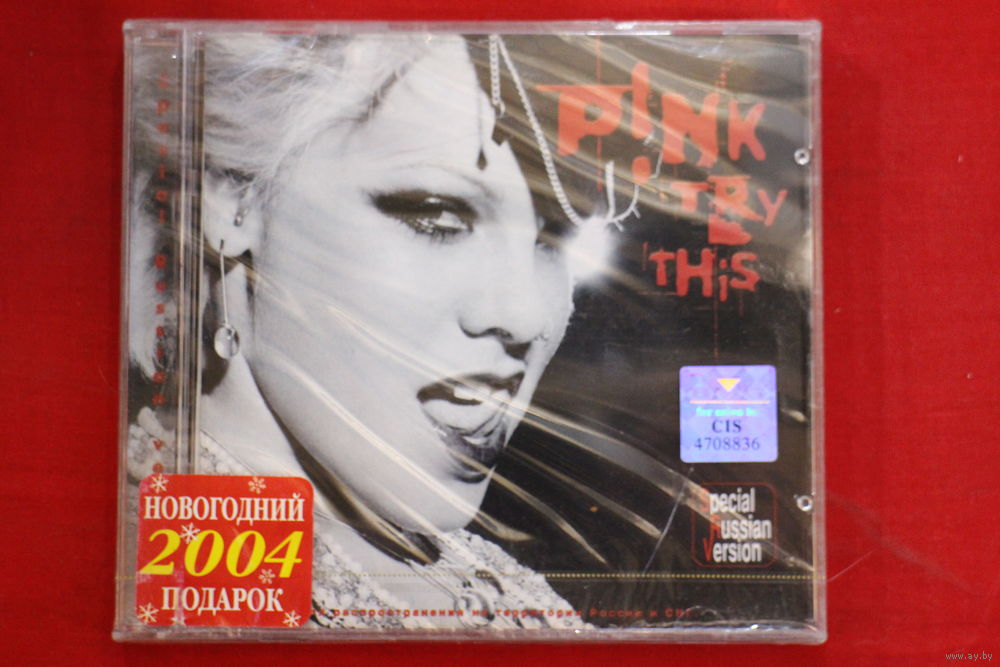 P!NK
TRY
THiS
for sales in
CIS
4708836
Special
Russian
Version
НОВОГОДНИЙ
2004
ПОДАРОК
распространения на территории России и СНГ
www.ay.by